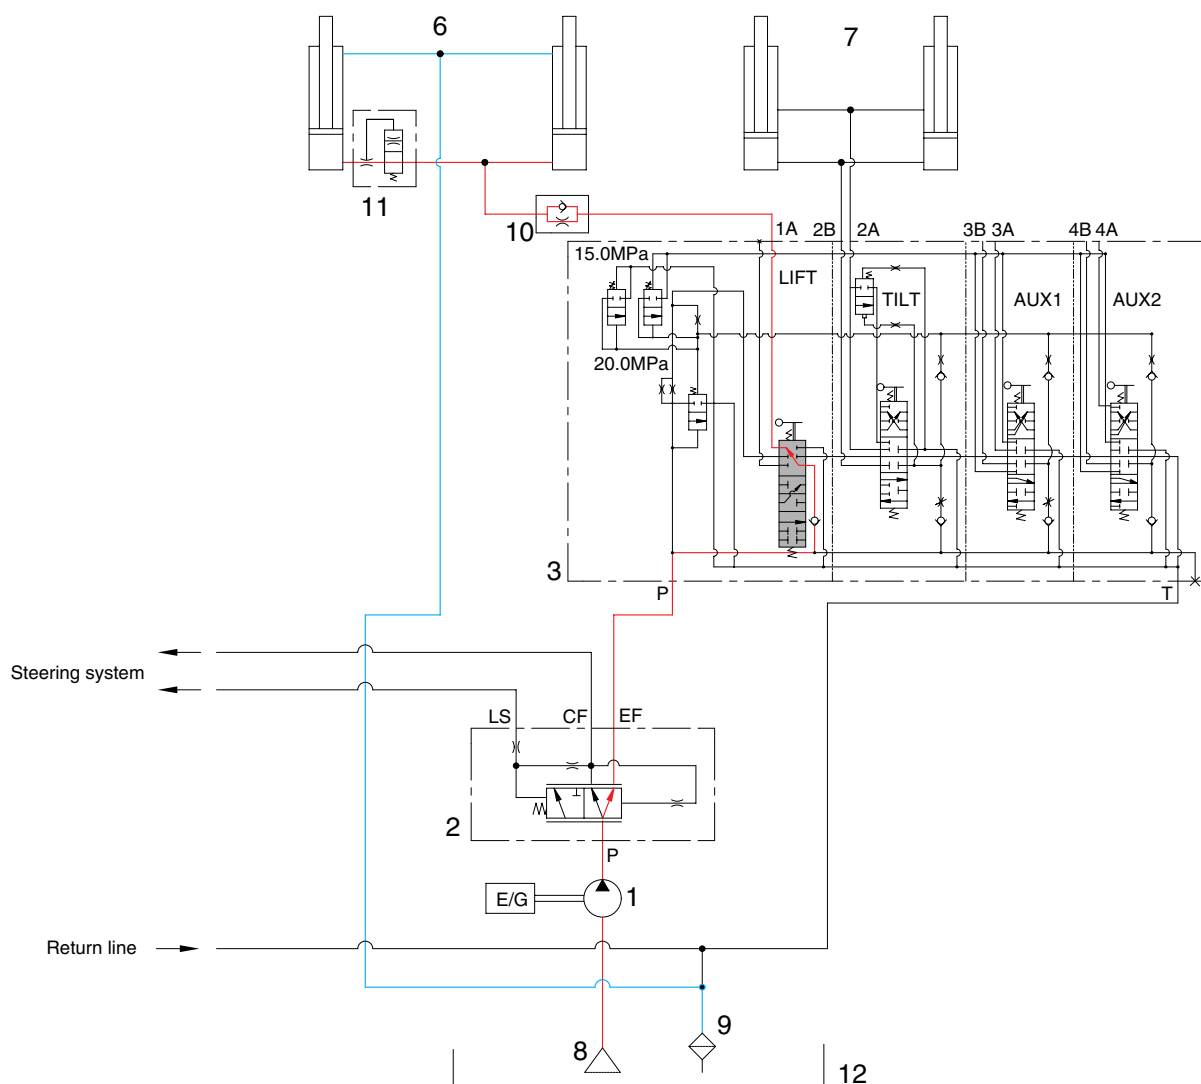 6
7
11
10
1A
2B
2A
3B
3A
4B
4A
15.0MPa
LIFT
TILT
AUX1
AUX2
20.0MPa
3
P
T
Steering system
LS
CF
EF
2
P
E/G
1
Return line
8
9
12